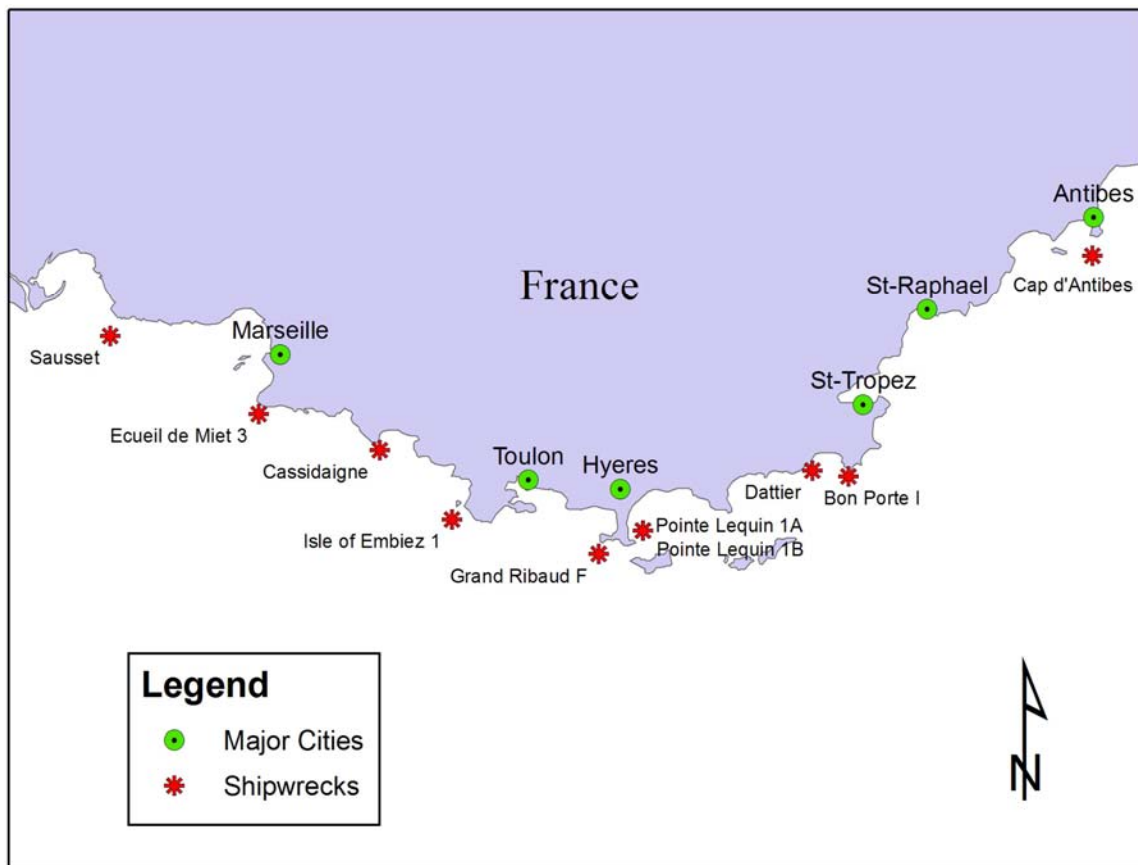 Antibes
Cap d'Antibes
France
St-Raphael
Marseille
Sausset
St-Tropez
Ecueil de Miet 3
Cassidaigne
Toulon
Hyeres
Dattier
Bon Porte I
Isle of Embiez 1
Pointe Lequin 1A
Pointe Lequin 1B
Grand Ribaud F
Legend
Major Cities
Shipwrecks
N